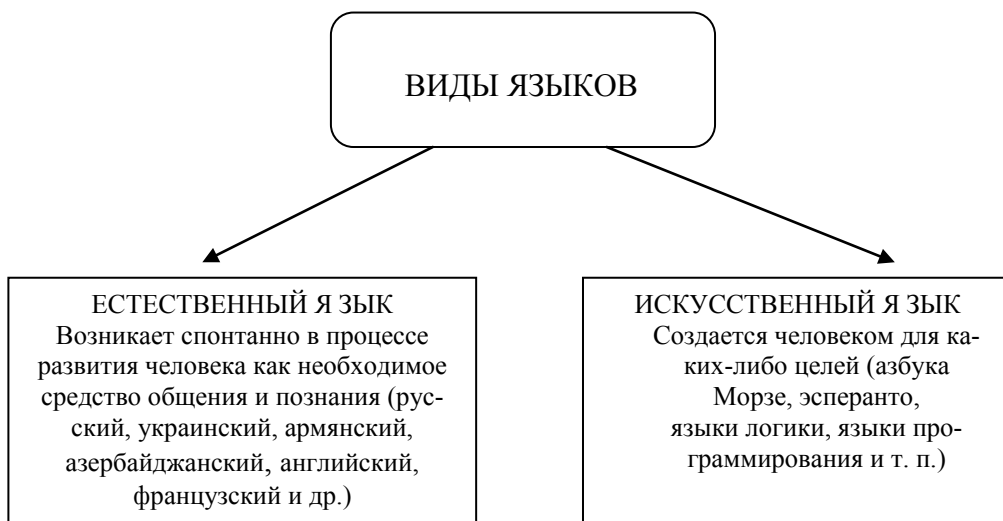 ВИДЫ ЯЗЫКОВ
ЕСТЕСТВЕННЫЙ Я ЗЫК
Возникает спонтанно в процессе
развития человека как необходимое
средство общения и познания (рус-
ский, украинский, армянский,
азербайджанский, английский,
французский и др.)
ИСКУССТВЕННЫЙ Я ЗЫК
Создается человеком для ка-
ких-либо целей (азбука
Морзе, эсперанто,
языки логики, языки про-
граммирования и т. п.)